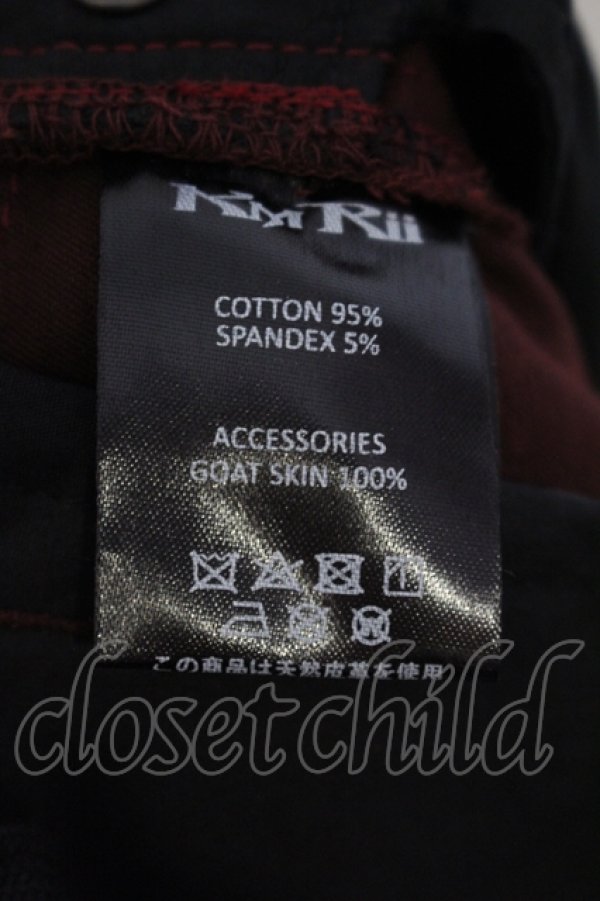 KMRii
COTTON 95%
SPANDEX 5%
ACCESSORIES
GOAT SKIN 100%
この商品は天然皮革を使用
closet child